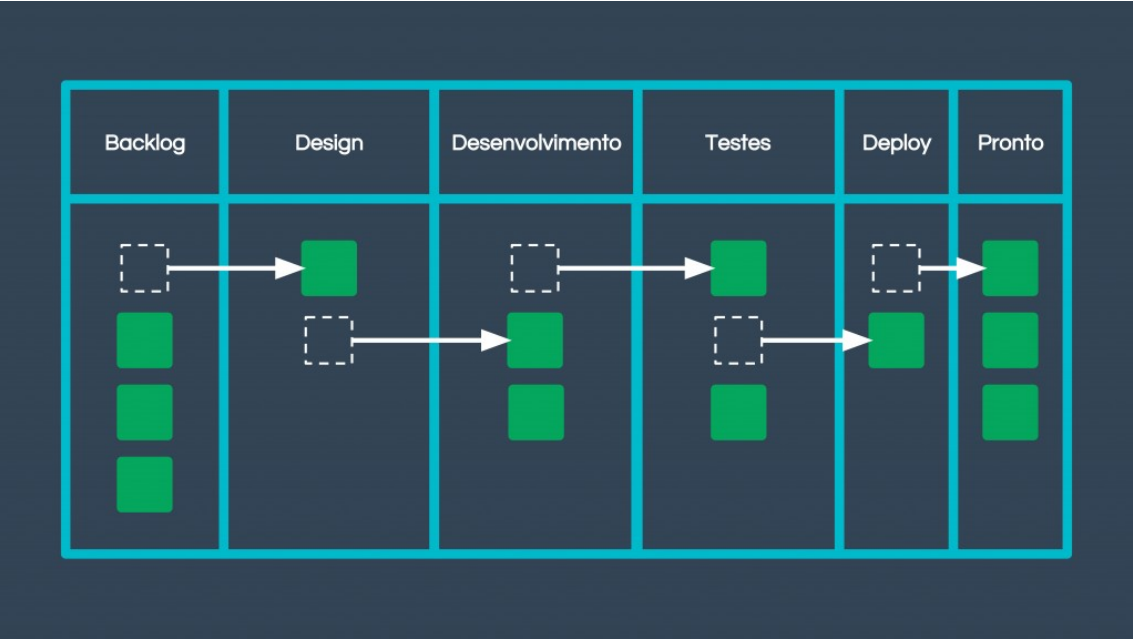 Backlog
Design
Desenvolvimento
Testes
Deploy
Pronto